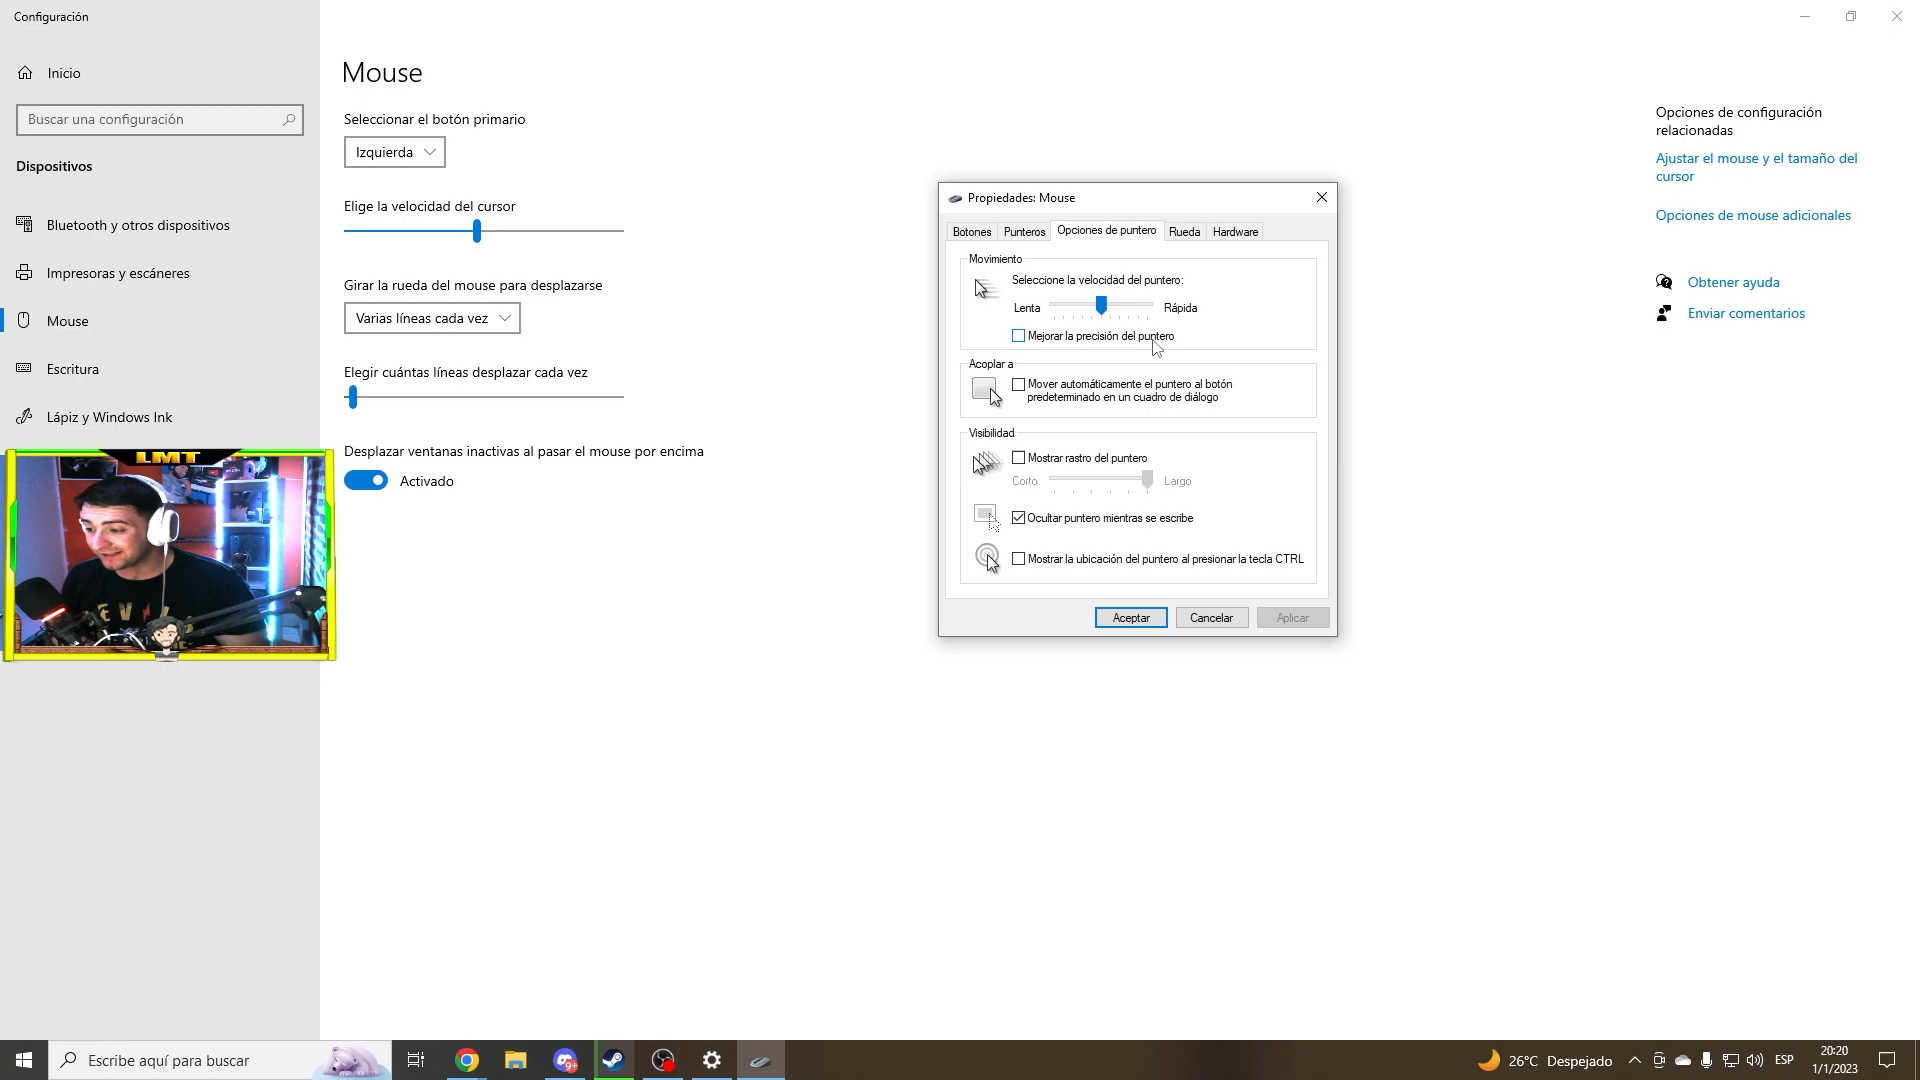 Configuración
Inicio
Buscar una configuración
Dispositivos
Bluetooth y otros dispositivos
Impresoras y escáneres
Mouse
Escritura
Lápiz y Windows Ink
LMT
Mouse
Seleccionar el botón primario
Izquierda
Elige la velocidad del cursor
Girar la rueda del mouse para desplazarse
Varias líneas cada vez
Elegir cuántas líneas desplazar cada vez
Desplazar ventanas inactivas al pasar el mouse por encima
Activado
Propiedades: Mouse
Botones Punteros Opciones de puntero Rueda Hardware
Movimiento
Seleccione la velocidad del puntero:
Lenta Rápida
Mejorar la precisión del puntero
Acoplar a
Mover automáticamente el puntero al botón
predeterminado en un cuadro de diálogo
Visibilidad
Mostrar rastro del puntero
Corto Largo
Ocultar puntero mientras se escribe
Mostrar la ubicación del puntero al presionar la tecla CTRL
Aceptar Cancelar Aplicar
Opciones de configuración
relacionadas
Ajustar el mouse y el tamaño del
cursor
Opciones de mouse adicionales
Obtener ayuda
Enviar comentarios
Escribe aquí para buscar
9+
26°C Despejado
ESP
20:20
1/1/2023